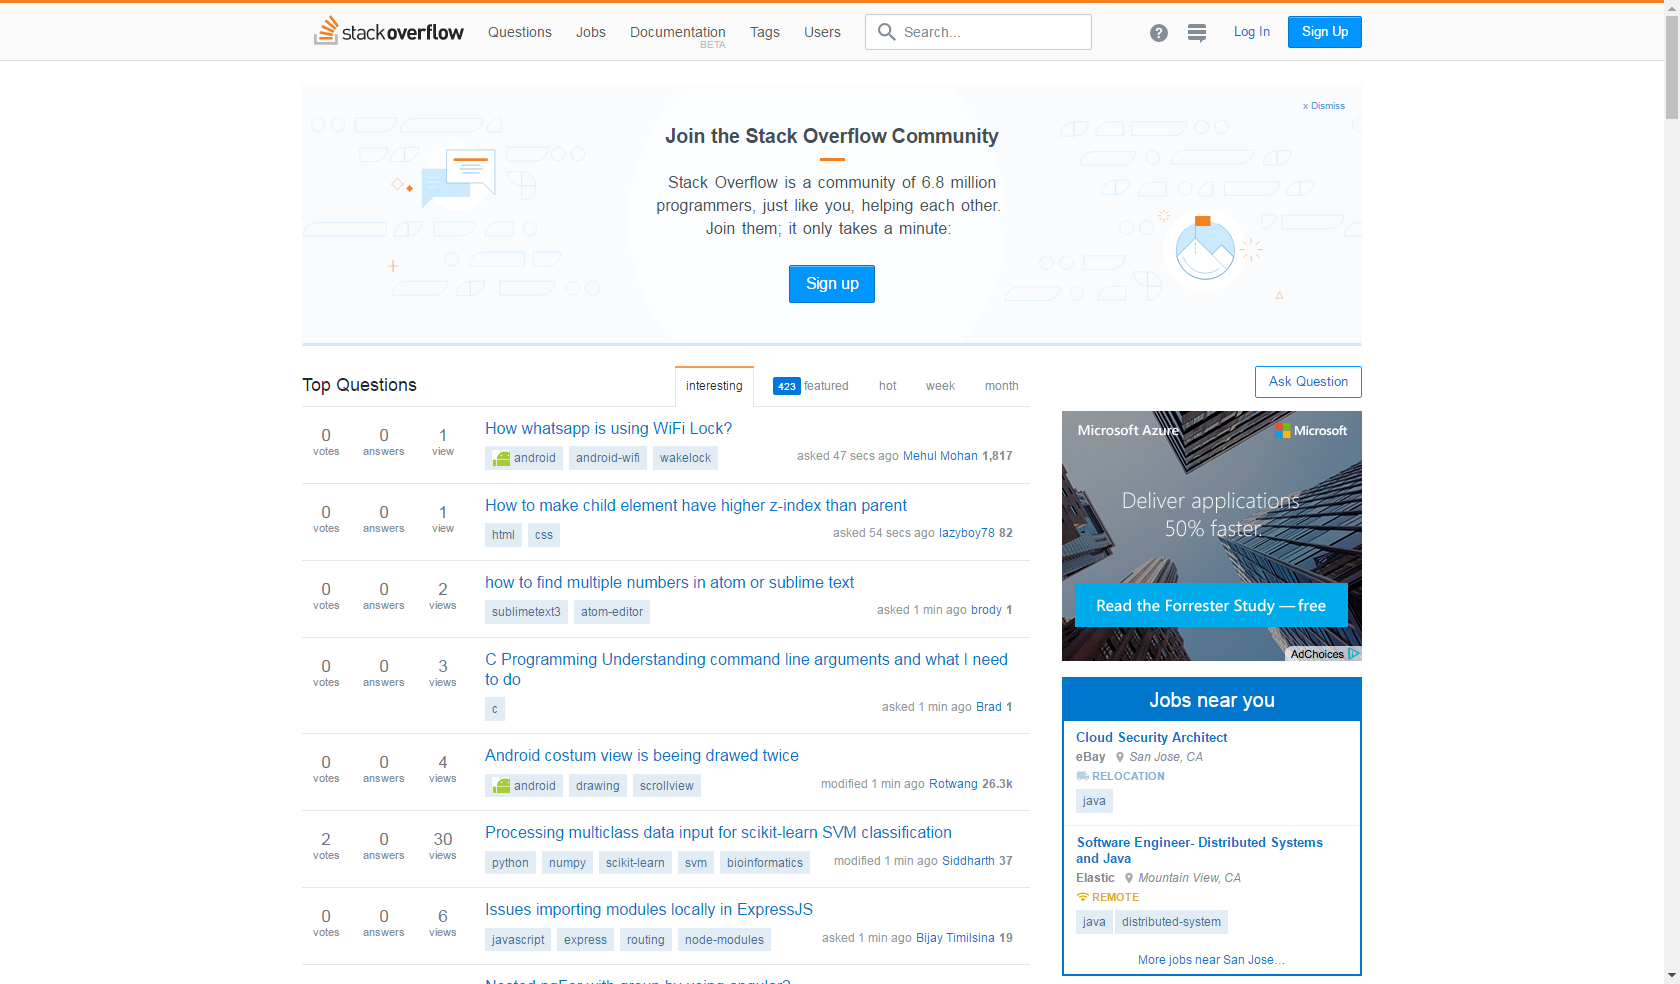 stackoverflow Questions Jobs Documentation BETA Tags Users Search... ? Log In Sign Up
x Dismiss
Join the Stack Overflow Community
Stack Overflow is a community of 6.8 million
programmers, just like you, helping each other.
Join them; it only takes a minute:
Sign up
Top Questions
interesting 423 featured hot week month
0 votes 0 answers 1 view
How whatsapp is using WiFi Lock?
android android-wifi wakelock
asked 47 secs ago Mehul Mohan 1,817
0 votes 0 answers 1 view
How to make child element have higher z-index than parent
html css
asked 54 secs ago lazyboy78 82
0 votes 0 answers 2 views
how to find multiple numbers in atom or sublime text
sublimetext3 atom-editor
asked 1 min ago brody 1
0 votes 0 answers 3 views
C Programming Understanding command line arguments and what I need
to do
c
asked 1 min ago Brad 1
0 votes 0 answers 4 views
Android costum view is beeing drawed twice
android drawing scrollview
modified 1 min ago Rotwang 26.3k
2 votes 0 answers 30 views
Processing multiclass data input for scikit-learn SVM classification
python numpy scikit-learn svm bioinformatics
modified 1 min ago Siddharth 37
0 votes 0 answers 6 views
Issues importing modules locally in ExpressJS
javascript express routing node-modules
asked 1 min ago Bijay Timilsina 19
Nested ngFor with group by using angular2
Ask Question
Microsoft Azure Microsoft
Deliver applications
50% faster.
Read the Forrester Study — free
AdChoices
Jobs near you
Cloud Security Architect
eBay San Jose, CA
RELOCATION
java
Software Engineer- Distributed Systems
and Java
Elastic Mountain View, CA
REMOTE
java distributed-system
More jobs near San Jose...